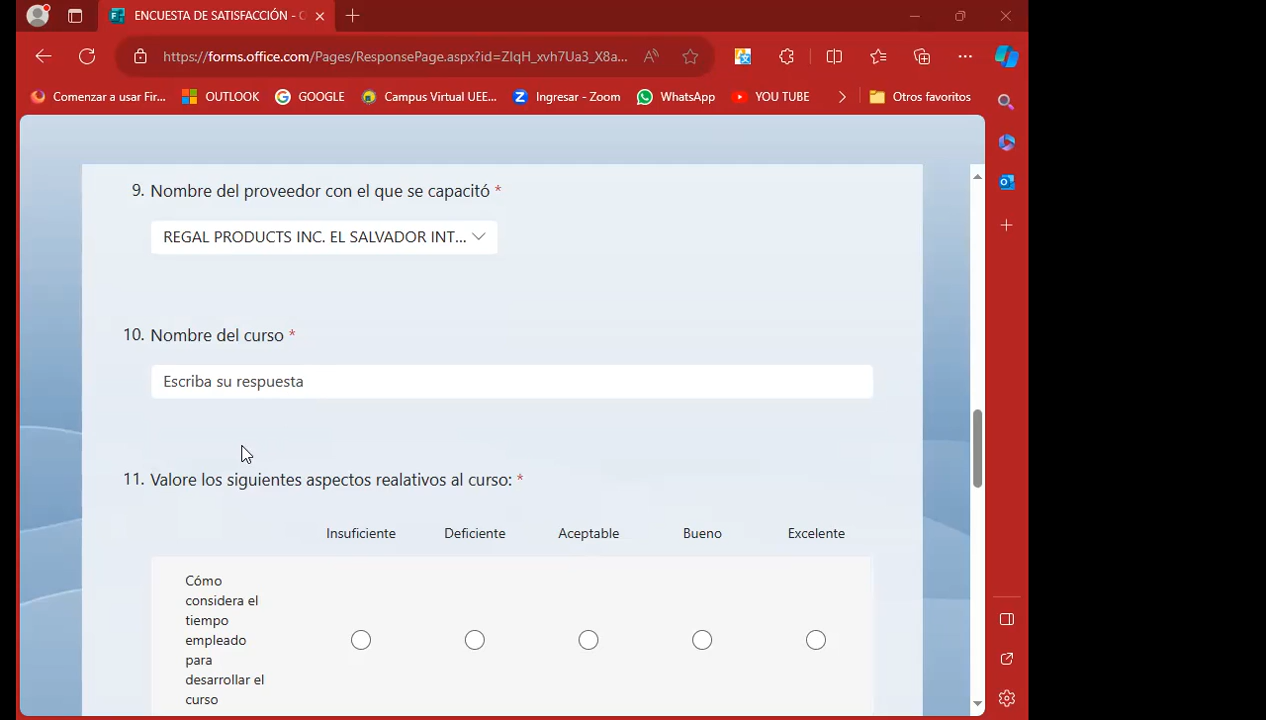 ENCUESTA DE SATISFACCIÓN - C
https://forms.office.com/Pages/ResponsePage.aspx?id=ZIqH_xvh7Ua3_X8a...
Comenzar a usar Fir... OUTLOOK GOOGLE Campus Virtual UEE... Ingresar - Zoom WhatsApp YOU TUBE Otros favoritos
9. Nombre del proveedor con el que se capacitó *
REGAL PRODUCTS INC. EL SALVADOR INT...
10. Nombre del curso *
Escriba su respuesta
11. Valore los siguientes aspectos realativos al curso: *
Insuficiente Deficiente Aceptable Bueno Excelente
Cómo
considera el
tiempo
empleado
para
desarrollar el
curso